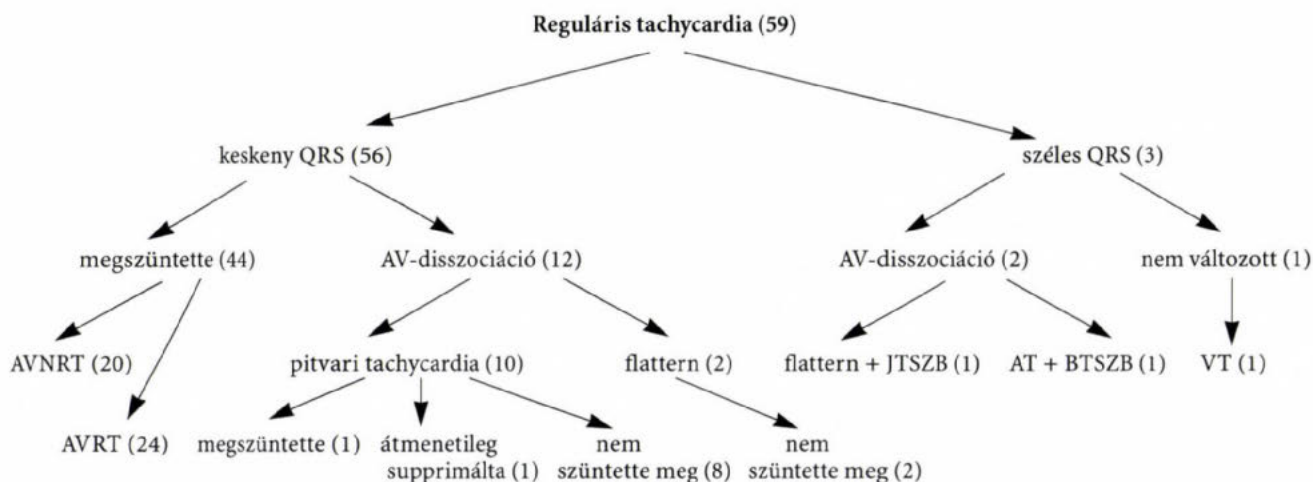 Reguláris tachycardia (59)
keskeny QRS (56)
széles QRS (3)
megszüntette (44)
AV-disszociáció (12)
AV-disszociáció (2)
nem változott (1)
AVNRT (20)
pitvari tachycardia (10)
flattern (2)
flattern + JTSZB (1)
AT + BTSZB (1)
VT (1)
AVRT (24)
megszüntette (1)
átmenetileg
supprimálta (1)
nem
szüntette meg (8)
nem
szüntette meg (2)